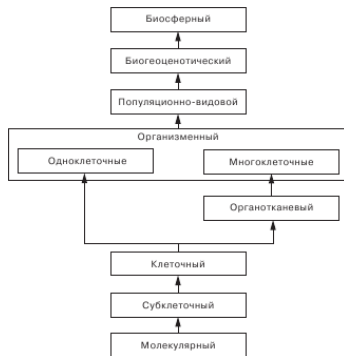 Биосферный
Биогеоценотический
Популяционно-видовой
Организменный
Одноклеточные
Многоклеточные
Органотканевый
Клеточный
Субклеточный
Молекулярный